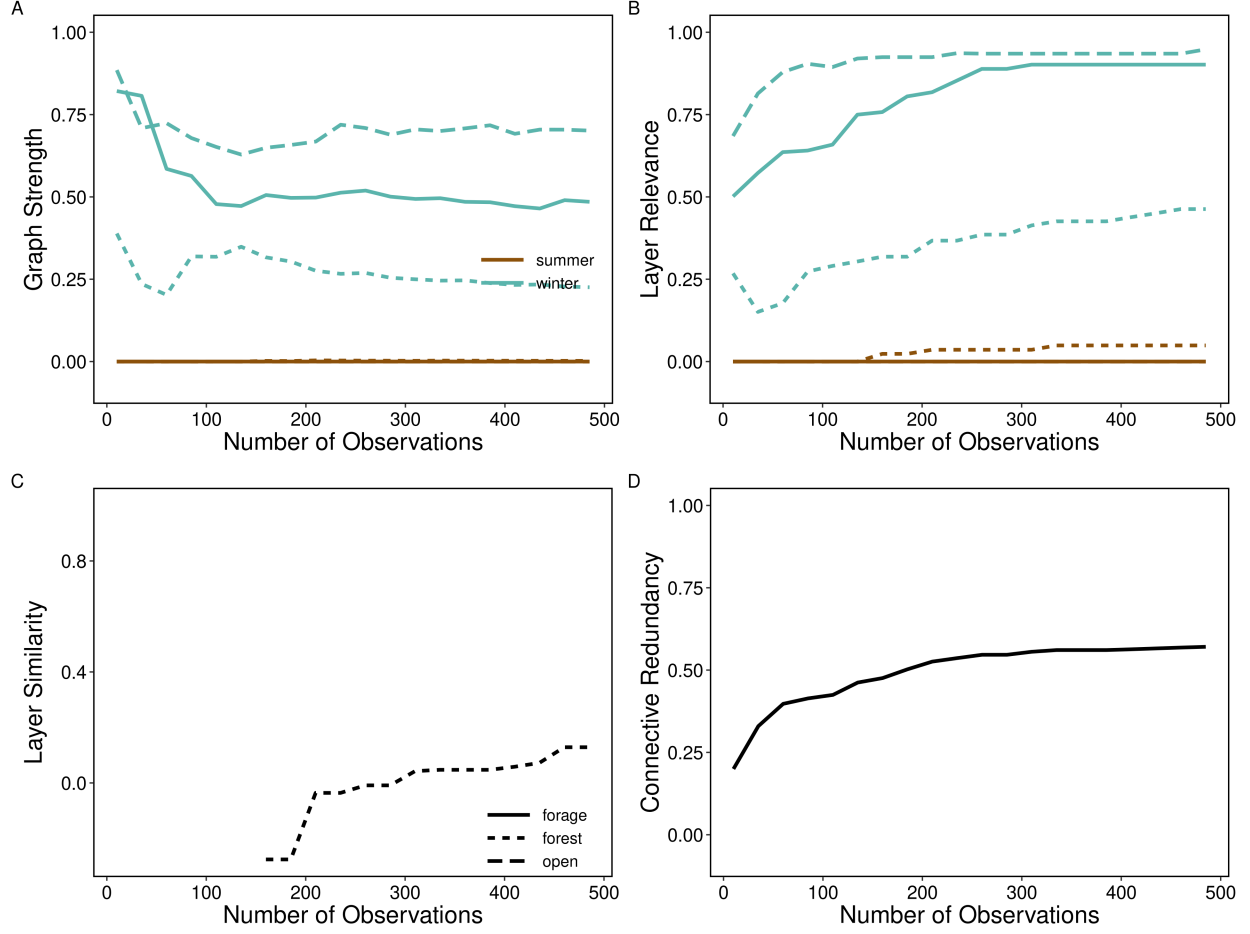 A
Graph Strength
1.00
0.75
0.50
0.25
0.00
summer
winter
0 100 200 300 400 500
Number of Observations
B
Layer Relevance
1.00
0.75
0.50
0.25
0.00
0 100 200 300 400 500
Number of Observations
C
Layer Similarity
0.8
0.4
0.0
forage
forest
open
0 100 200 300 400 500
Number of Observations
D
Connective Redundancy
1.00
0.75
0.50
0.25
0.00
0 100 200 300 400 500
Number of Observations